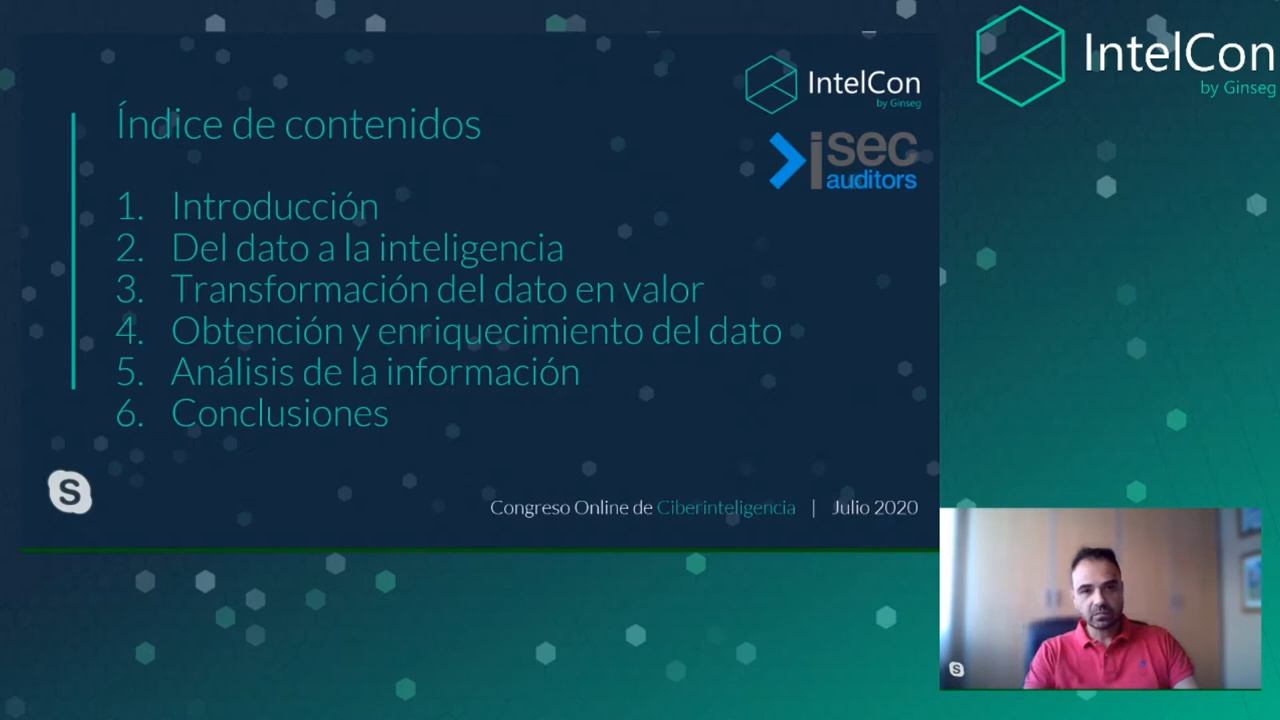 IntelCon
by Ginseg
IntelCon
by Ginseg
isec
auditors
Índice de contenidos
1. Introducción
2. Del dato a la inteligencia
3. Transformación del dato en valor
4. Obtención y enriquecimiento del dato
5. Análisis de la información
6. Conclusiones
S
Congreso Online de Ciberinteligencia | Julio 2020
S